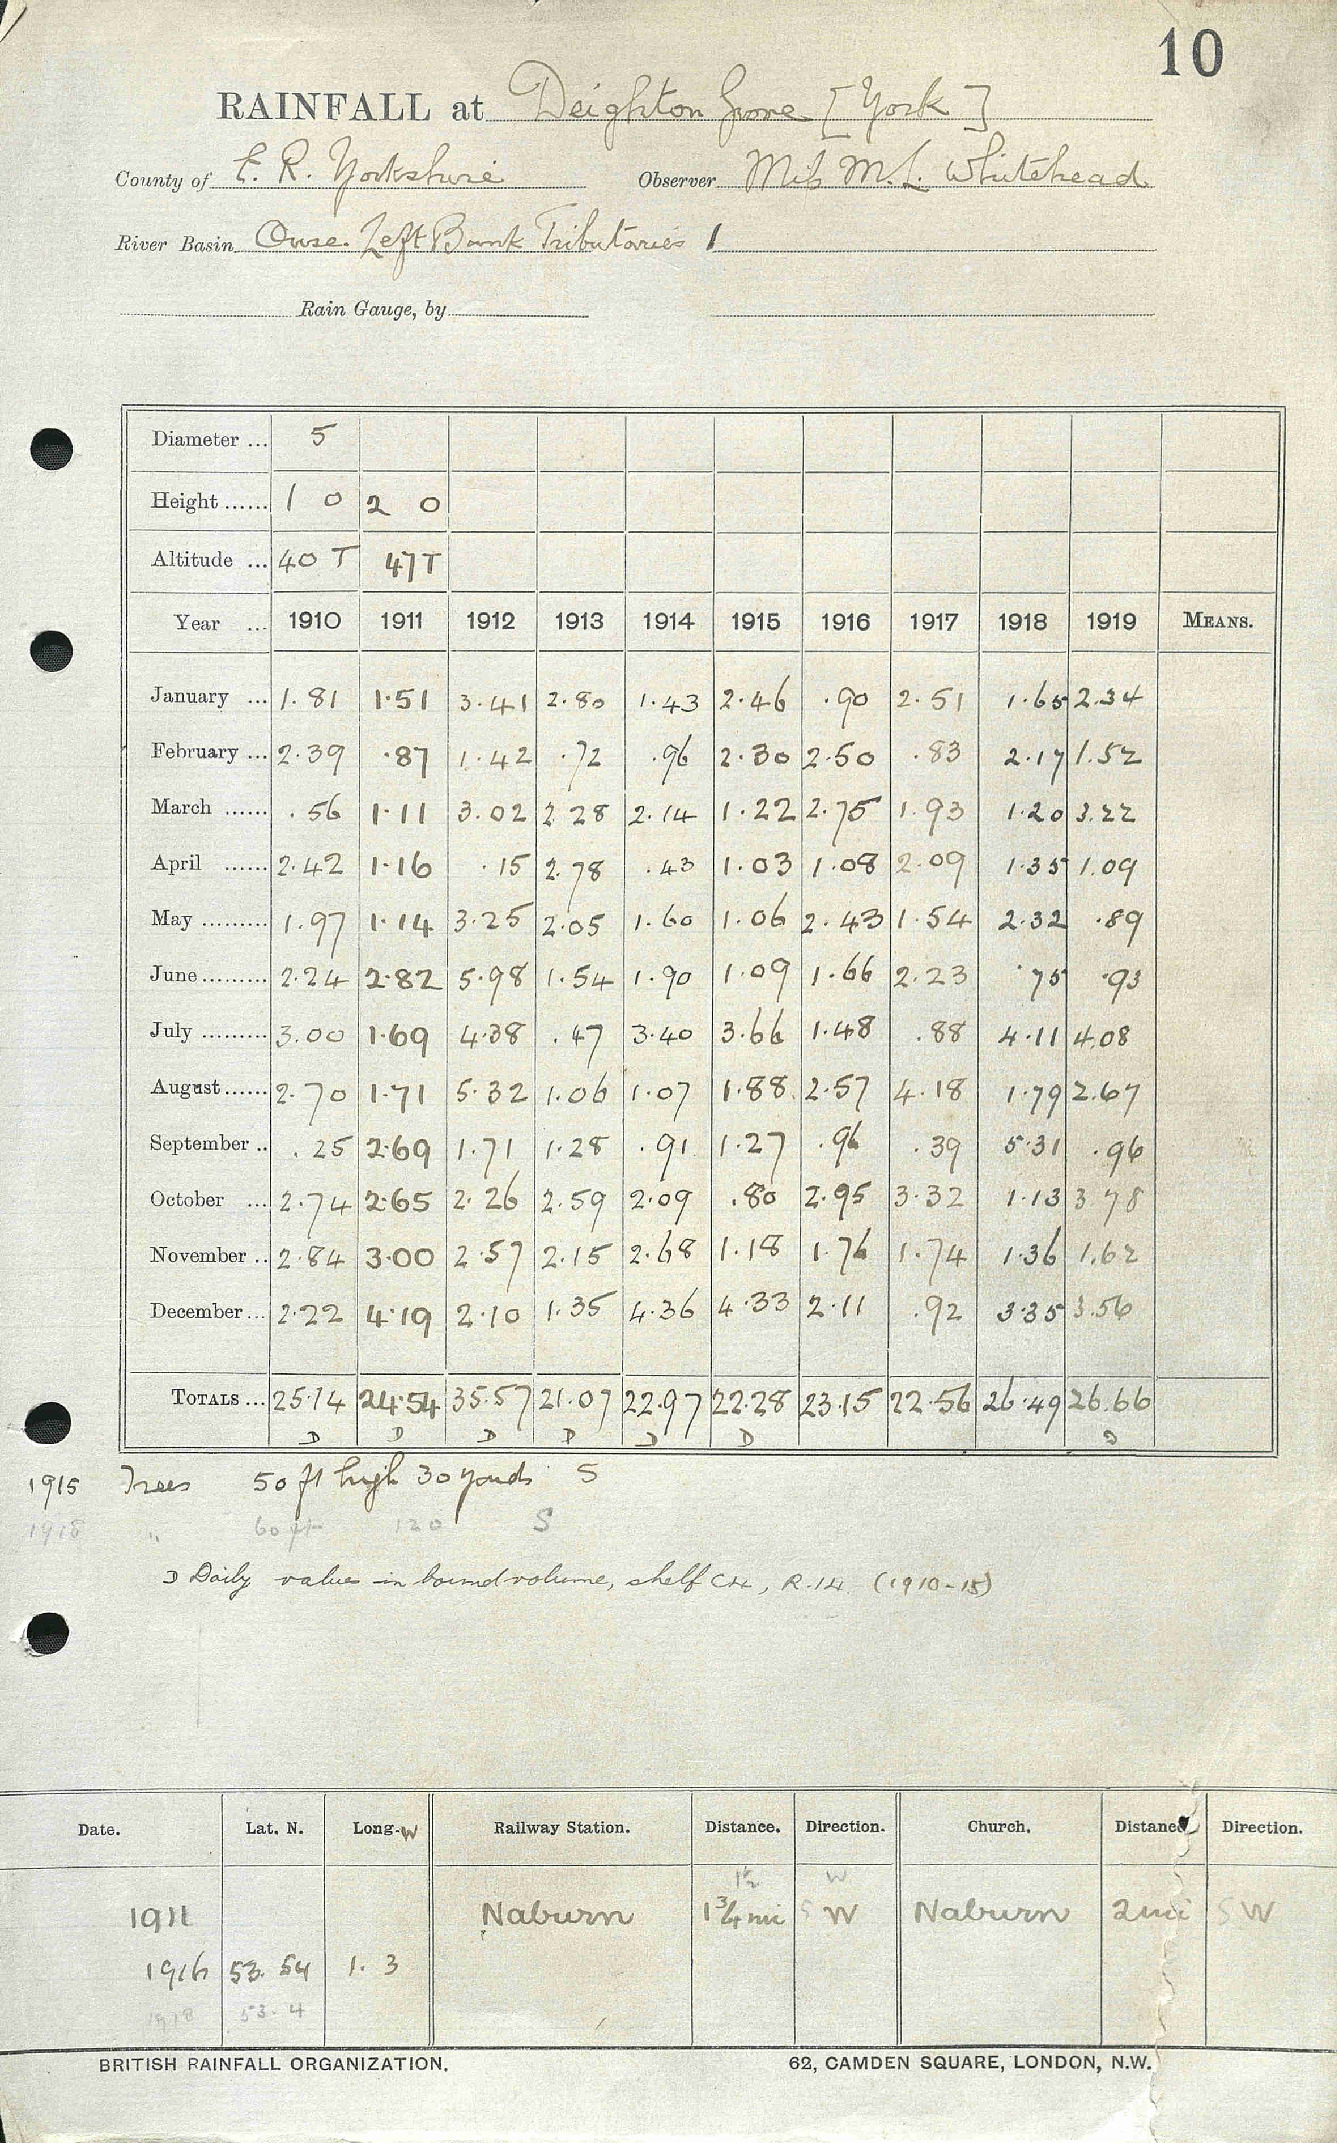 10
RAINFALL at Deighton Grove [York]
County of E. R. Yorkshire Observer Miss M. L. Whitehead
River Basin Ouse. Left Bank Tributaries 1
Rain Gauge, by
Diameter ... 5
Height ...... 1 0 2 0
Altitude ... 40 T 47 T
Year ... 1910 1911 1912 1913 1914 1915 1916 1917 1918 1919 MEANS.
January ... 1.81 1.51 3.41 2.80 1.43 2.46 .90 2.51 1.65 2.34
February ... 2.39 .87 1.42 .72 .96 2.30 2.50 .83 2.17 1.52
March ...... .56 1.11 3.02 2.28 2.14 1.22 2.75 1.93 1.20 3.22
April ...... 2.42 1.16 .15 2.78 .43 1.03 1.08 2.09 1.35 1.09
May ......... 1.97 1.14 3.25 2.05 1.60 1.06 2.43 1.54 2.32 .89
June ......... 2.24 2.82 5.98 1.54 1.90 1.09 1.66 2.23 .75 .93
July ......... 3.00 1.69 4.38 .47 3.40 3.66 1.48 .88 4.11 4.08
August ...... 2.70 1.71 5.32 1.06 1.07 1.88 2.57 4.18 1.79 2.67
September .. .25 2.69 1.71 1.28 .91 1.27 .96 .39 5.31 .96
October ... 2.74 2.65 2.26 2.59 2.09 .80 2.95 3.32 1.13 3.78
November .. 2.84 3.00 2.57 2.15 2.68 1.18 1.76 1.74 1.36 1.62
December ... 2.22 4.19 2.10 1.35 4.36 4.33 2.11 .92 3.35 3.56
TOTALS ... 25.14 24.54 35.57 21.07 22.97 22.28 23.15 22.56 26.49 26.66
D D D D D D D
1915 Trees 50 ft high 30 yards S
1918 " 60 ft 120 S
D Daily values in bound volume, shelf C4, R.14 (1910-15)
Date. Lat. N. Long. W Railway Station. Distance. Direction. Church. Distance Direction.
1½ W
1911 Naburn 1¾ mi S W Naburn 2 mi S W
1916 53. 54 1. 3
1918 53. 4
BRITISH RAINFALL ORGANIZATION. 62, CAMDEN SQUARE, LONDON, N.W.